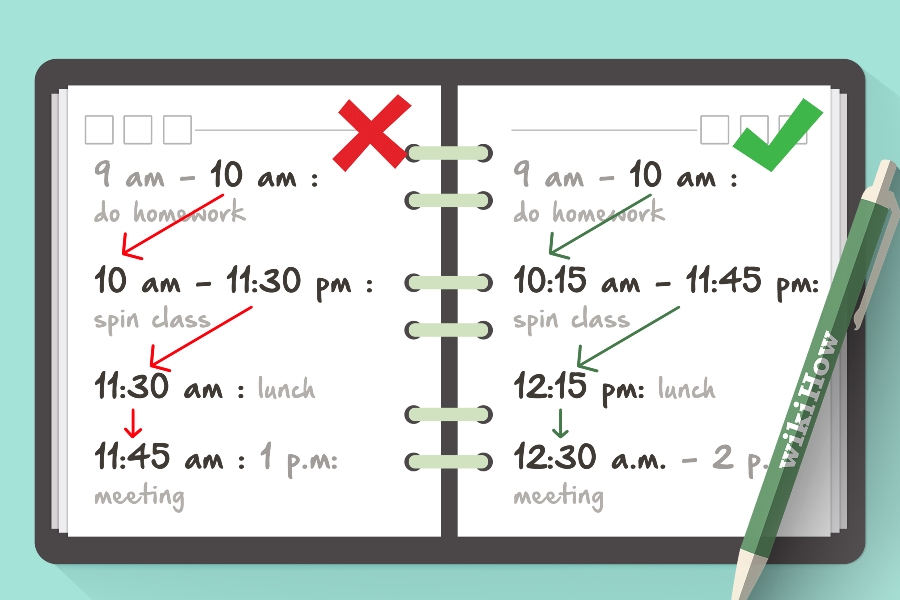 9 am - 10 am :
do homework
10 am - 11:30 pm :
spin class
11:30 am : lunch
11:45 am : 1 p.m:
meeting
9 am - 10 am :
do homework
10:15 am - 11:45 pm:
spin class
12:15 pm: lunch
12:30 a.m. - 2 p.
meeting
wikiHow